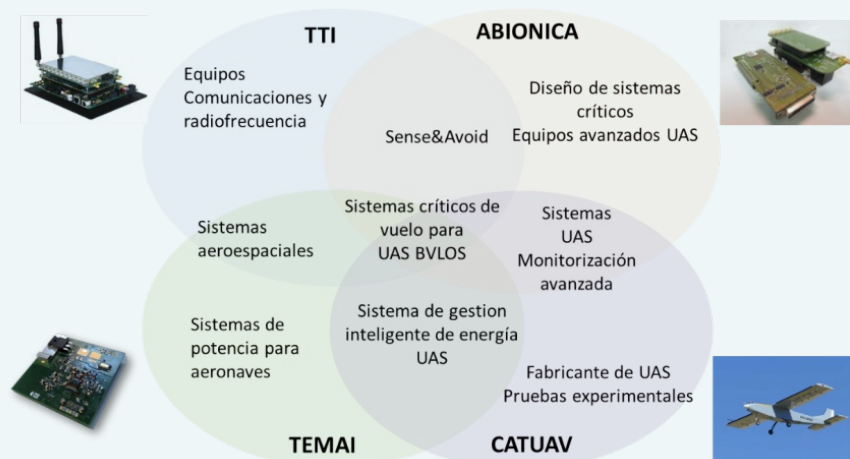 TTI
ABIONICA
Equipos
Comunicaciones y
radiofrecuencia
Diseño de sistemas
críticos
Equipos avanzados UAS
Sense&Avoid
Sistemas
aeroespaciales
Sistemas críticos de
vuelo para
UAS BVLOS
Sistemas
UAS
Monitorización
avanzada
Sistemas de
potencia para
aeronaves
Sistema de gestion
inteligente de energía
UAS
Fabricante de UAS
Pruebas experimentales
TEMAI
CATUAV